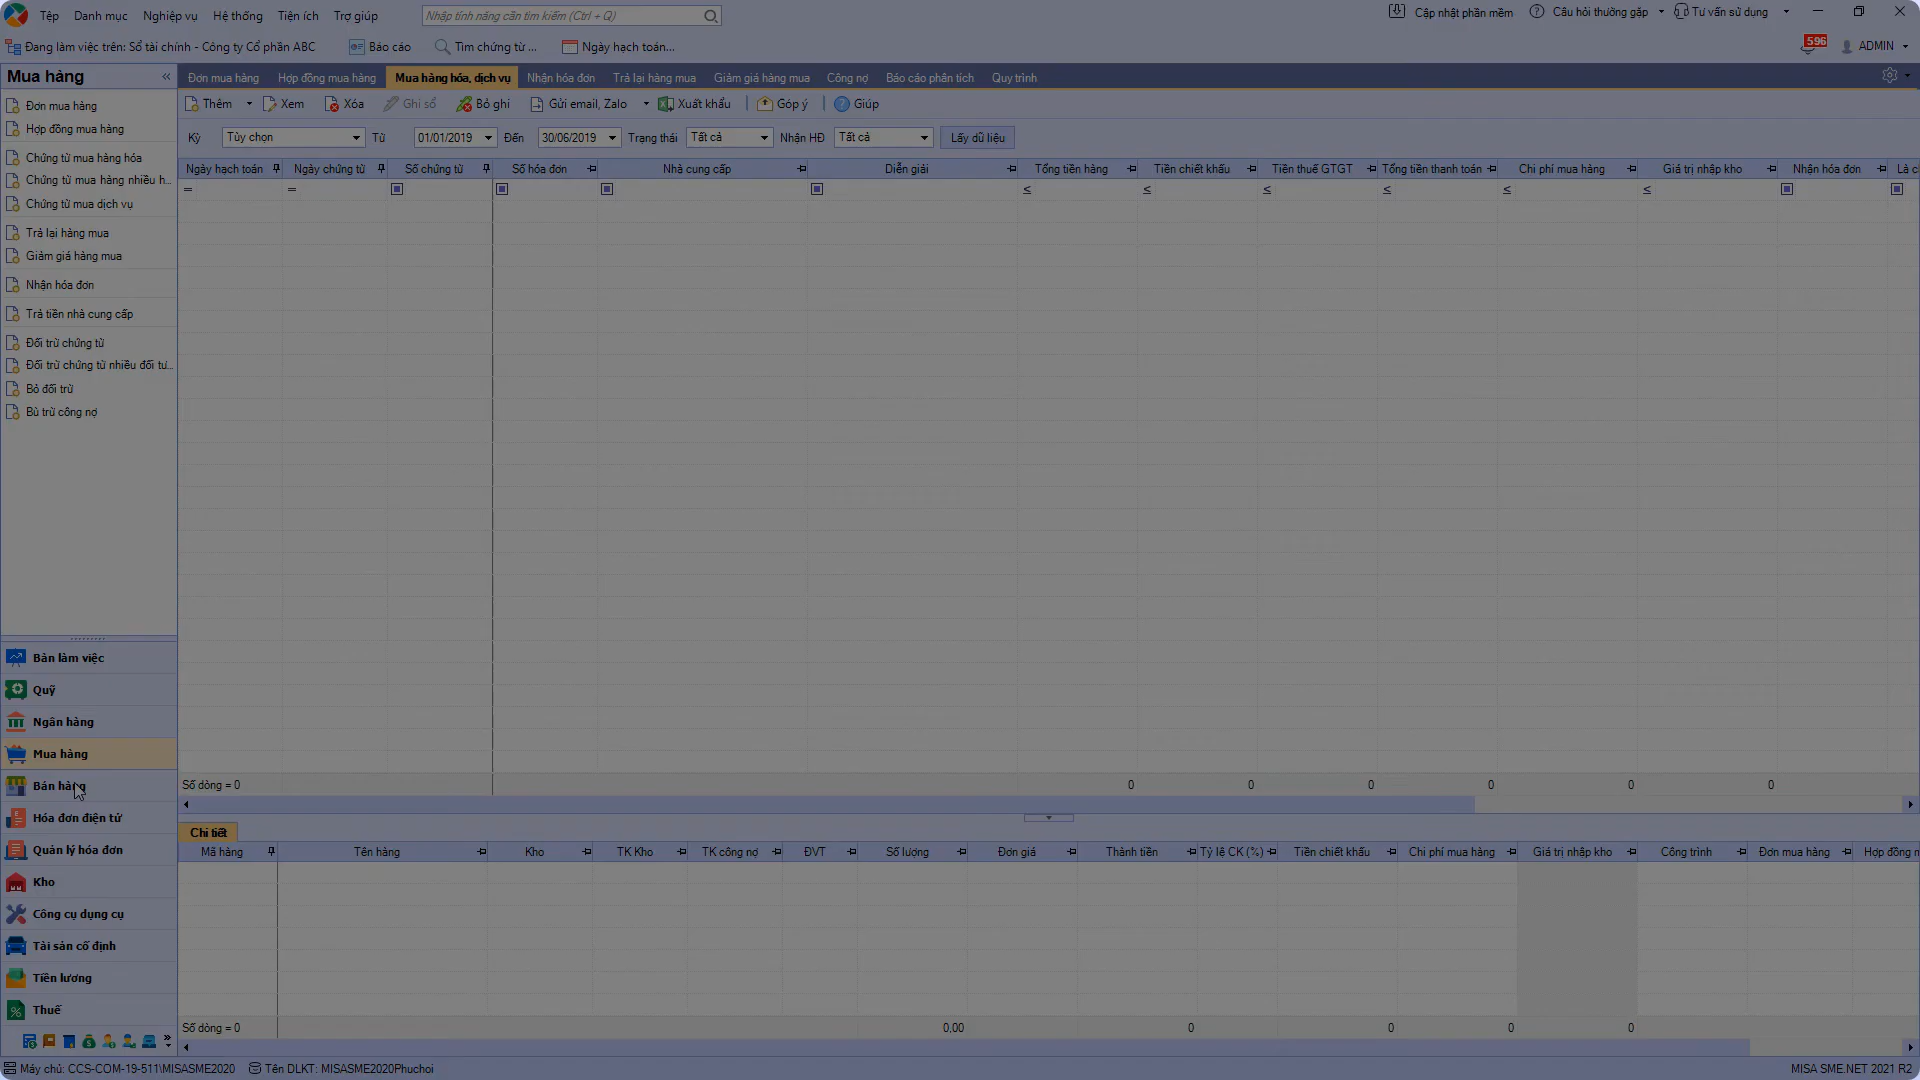 Tệp Danh mục Nghiệp vụ Hệ thống Tiện ích Trợ giúp Nhập tính năng cần tìm kiếm (Ctrl + Q) Cập nhật phần mềm Câu hỏi thường gặp Tư vấn sử dụng
Đang làm việc trên: Sổ tài chính - Công ty Cổ phần ABC Báo cáo Tìm chứng từ ... Ngày hạch toán... 596 ADMIN
Mua hàng «
Đơn mua hàng Hợp đồng mua hàng Mua hàng hóa, dịch vụ Nhận hóa đơn Trả lại hàng mua Giảm giá hàng mua Công nợ Báo cáo phân tích Quy trình
Thêm Xem Xóa Ghi sổ Bỏ ghi Gửi email, Zalo Xuất khẩu Góp ý Giúp
Kỳ Tùy chọn Từ 01/01/2019 Đến 30/06/2019 Trạng thái Tất cả Nhận HĐ Tất cả Lấy dữ liệu
Ngày hạch toán Ngày chứng từ Số chứng từ Số hóa đơn Nhà cung cấp Diễn giải Tổng tiền hàng Tiền chiết khấu Tiền thuế GTGT Tổng tiền thanh toán Chi phí mua hàng Giá trị nhập kho Nhận hóa đơn Là c
= = ≤ ≤ ≤ ≤ ≤ ≤
Đơn mua hàng
Hợp đồng mua hàng
Chứng từ mua hàng hóa
Chứng từ mua hàng nhiều h...
Chứng từ mua dịch vụ
Trả lại hàng mua
Giảm giá hàng mua
Nhận hóa đơn
Trả tiền nhà cung cấp
Đối trừ chứng từ
Đối trừ chứng từ nhiều đối tư...
Bỏ đối trừ
Bù trừ công nợ
Bàn làm việc
Quỹ
Ngân hàng
Mua hàng
Bán hàng
Hóa đơn điện tử
Quản lý hóa đơn
Kho
Công cụ dụng cụ
Tài sản cố định
Tiền lương
Thuế
Số dòng = 0 0 0 0 0 0 0
Chi tiết
Mã hàng Tên hàng Kho TK Kho TK công nợ ĐVT Số lượng Đơn giá Thành tiền Tỷ lệ CK (%) Tiền chiết khấu Chi phí mua hàng Giá trị nhập kho Công trình Đơn mua hàng Hợp đồng m
Số dòng = 0 0,00 0 0 0 0
Máy chủ: CCS-COM-19-511\MISASME2020 Tên DLKT: MISASME2020Phuchoi MISA SME.NET 2021 R2